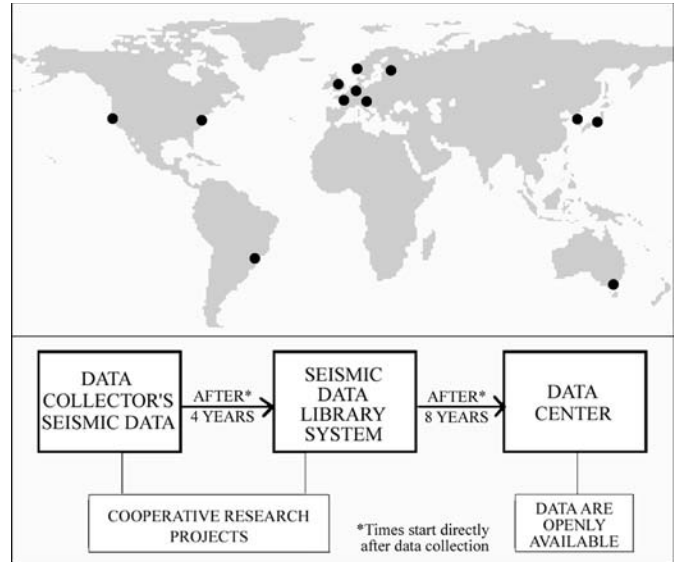 DATA
COLLECTOR'S
SEISMIC DATA
AFTER*
4 YEARS
SEISMIC
DATA
LIBRARY
SYSTEM
AFTER*
8 YEARS
DATA
CENTER
COOPERATIVE RESEARCH
PROJECTS
*Times start directly
after data collection
DATA ARE
OPENLY
AVAILABLE